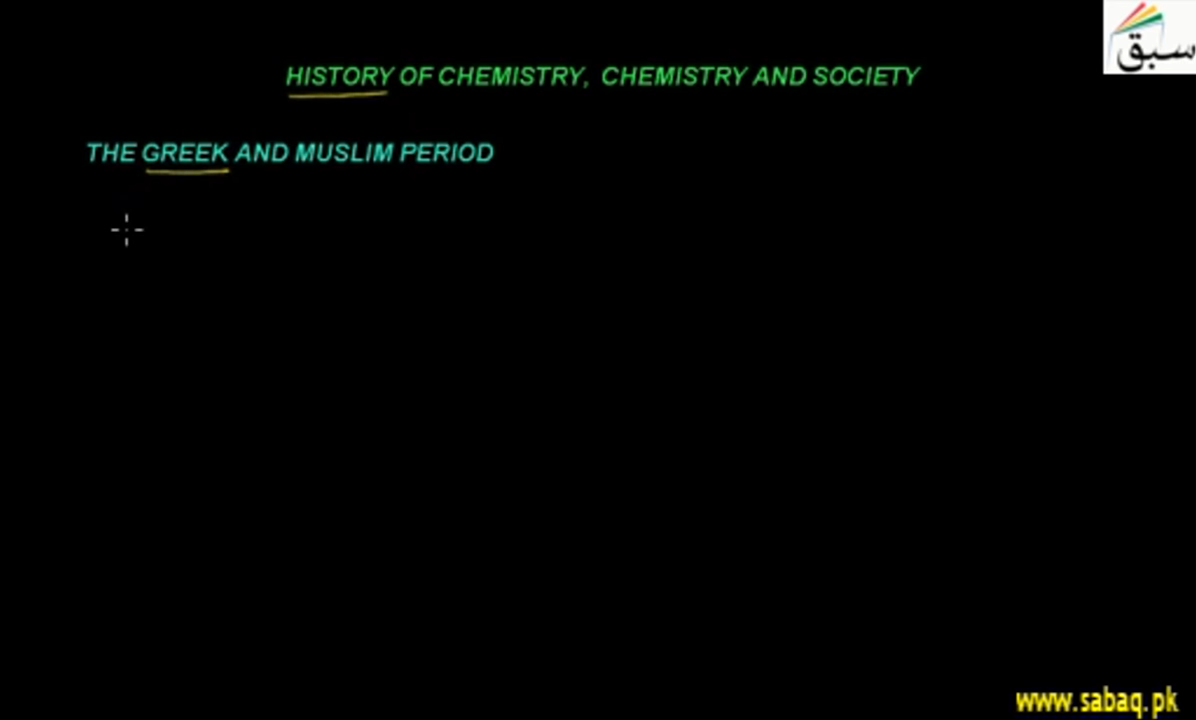 سبق
HISTORY OF CHEMISTRY, CHEMISTRY AND SOCIETY
THE GREEK AND MUSLIM PERIOD
www.sabaq.pk